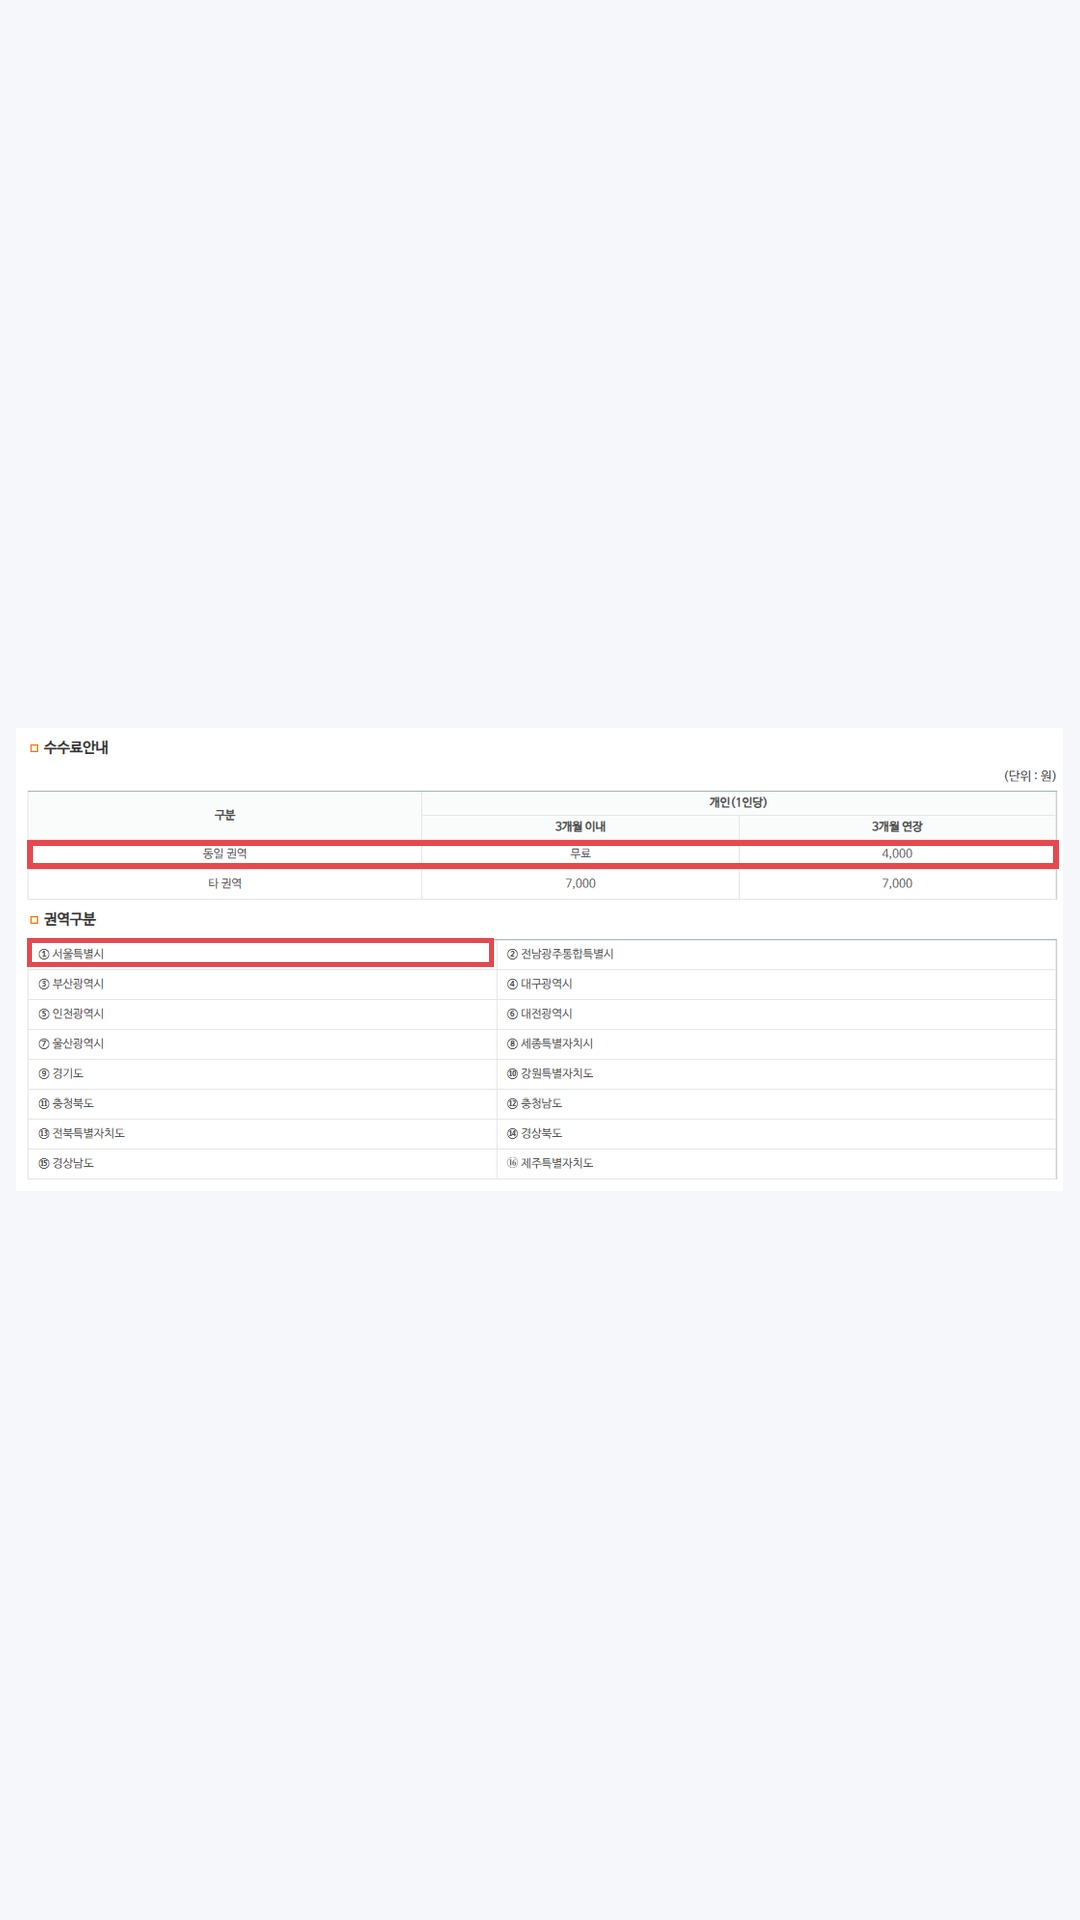 수수료안내
(단위 : 원)
구분
개인(1인당)
3개월 이내
3개월 연장
동일 권역
무료
4,000
타 권역
7,000
7,000
권역구분
① 서울특별시
② 전남광주통합특별시
③ 부산광역시
④ 대구광역시
⑤ 인천광역시
⑥ 대전광역시
⑦ 울산광역시
⑧ 세종특별자치시
⑨ 경기도
⑩ 강원특별자치도
⑪ 충청북도
⑫ 충청남도
⑬ 전북특별자치도
⑭ 경상북도
⑮ 경상남도
⑯ 제주특별자치도